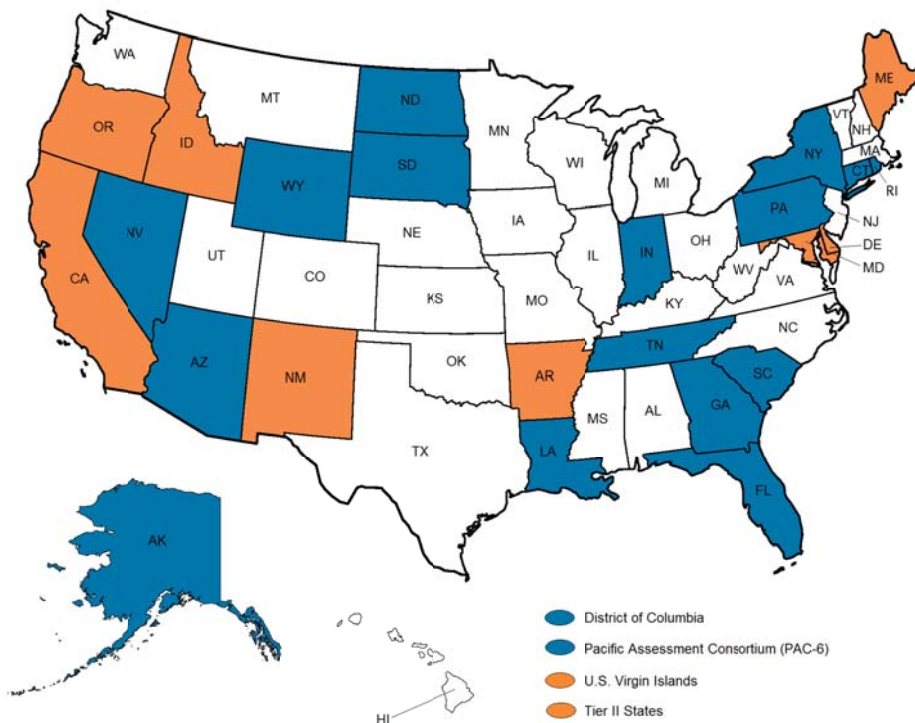 WA
MT
ND
MN
ME
OR
ID
SD
WI
VT
NH
NY
MA
CT
RI
WY
MI
IA
PA
NJ
NV
NE
OH
DE
UT
IL
IN
MD
CA
CO
WV
VA
KS
MO
KY
NC
TN
AZ
NM
OK
AR
SC
MS
AL
GA
TX
LA
FL
AK
HI
District of Columbia
Pacific Assessment Consortium (PAC-6)
U.S. Virgin Islands
Tier II States